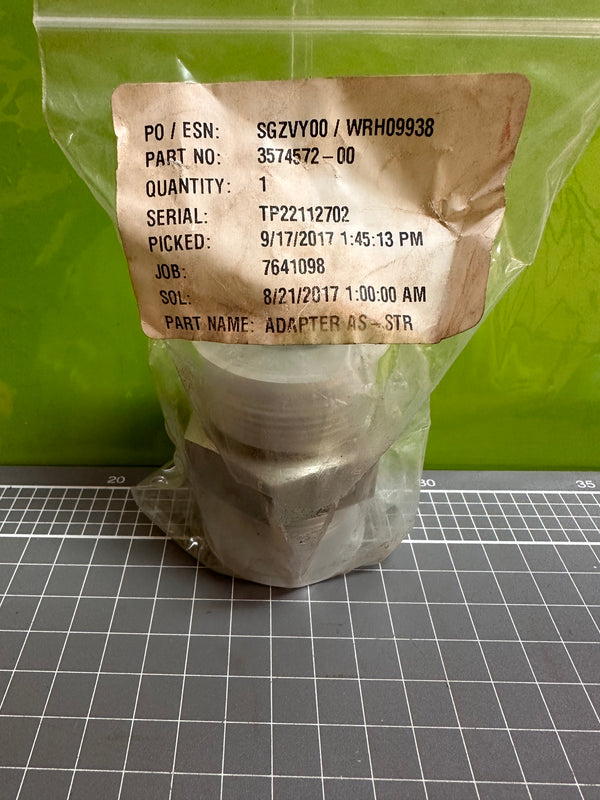 PO / ESN: SGZVY00 / WRH09938
PART NO: 3574572-00
QUANTITY: 1
SERIAL: TP22112702
PICKED: 9/17/2017 1:45:13 PM
JOB: 7641098
SOL: 8/21/2017 1:00:00 AM
PART NAME: ADAPTER AS-STR
20
30
35